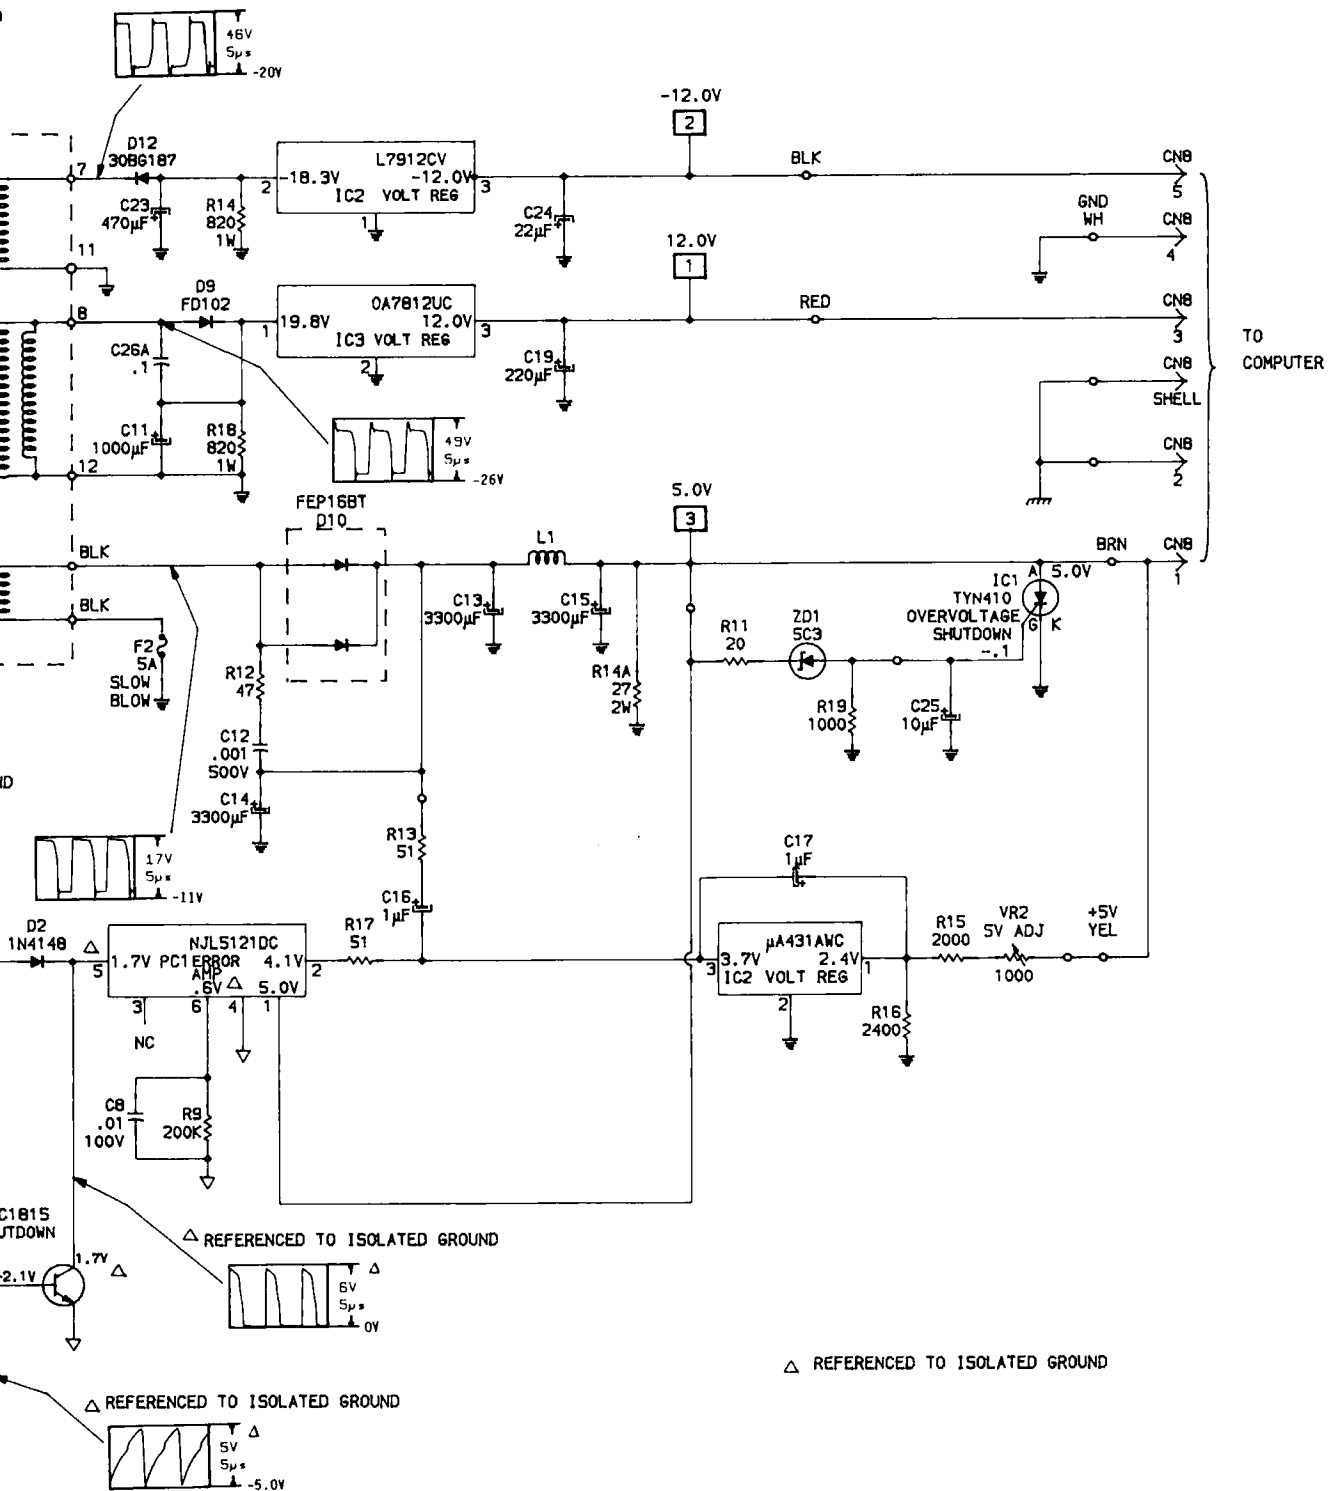 46V
5µs
-20V
-12.0V
2
D12
30BG187
7
L7912CV
-18.3V
-12.0V
2
3
IC2 VOLT REG
1
BLK
CN8
5
C23
470µF
R14
820
1W
C24
22µF
GND
WH
CN8
4
11
12.0V
1
D9
FD102
8
OA7812UC
19.8V
12.0V
1
3
IC3 VOLT REG
2
RED
CN8
3
TO
COMPUTER
C26A
.1
C19
220µF
CN8
SHELL
C11
1000µF
R18
820
1W
49V
5µs
-26V
12
CN8
2
FEP16BT
D10
5.0V
3
BLK
L1
BRN
CN8
1
A 5.0V
IC1
TYN410
OVERVOLTAGE
SHUTDOWN
-.1
G K
BLK
C13
3300µF
C15
3300µF
F2
5A
SLOW
BLOW
R12
47
R14A
27
2W
R11
20
ZD1
5C3
R19
1000
C25
10µF
C12
.001
500V
ND
C14
3300µF
17V
5µs
-11V
R13
51
C17
1µF
C16
1µF
D2
1N4148
△
NJL5121DC
5
1.7V PC1 ERROR 4.1V
AMP
2
.6V △ 5.0V
3
6
4
1
NC
R17
51
µA431AWC
3
3.7V
2.4V
1
IC2 VOLT REG
2
R15
2000
VR2
5V ADJ
1000
+5V
YEL
R16
2400
C8
.01
100V
R9
200K
C1815
UTDOWN
-2.1V
1.7V
△
△ REFERENCED TO ISOLATED GROUND
△
6V
5µs
0V
△ REFERENCED TO ISOLATED GROUND
△ REFERENCED TO ISOLATED GROUND
△
5V
5µs
-5.0V